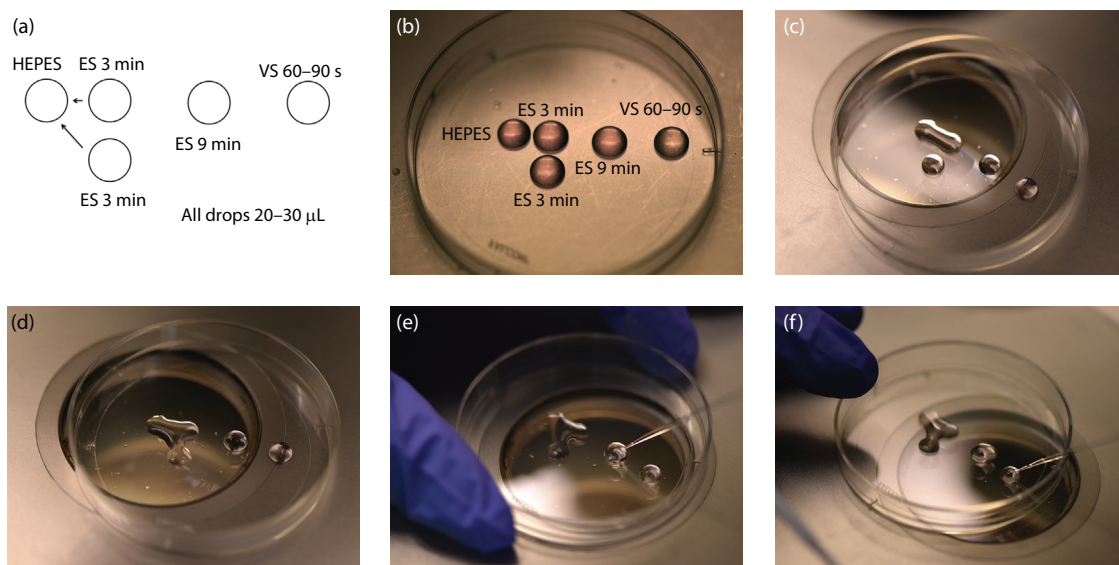 (a)
HEPES
ES 3 min
VS 60–90 s
ES 9 min
ES 3 min
All drops 20–30 μL
(b)
ES 3 min
VS 60–90 s
HEPES
ES 9 min
ES 3 min
(c)
(d)
(e)
(f)